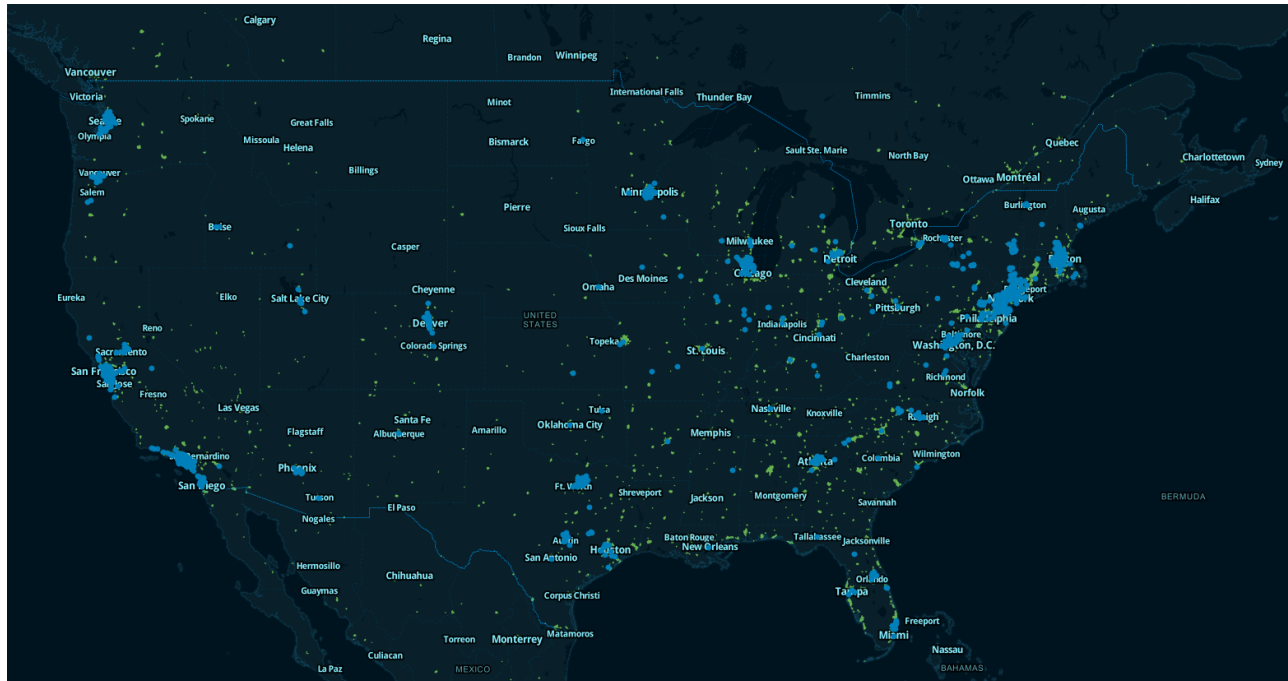 Calgary
Regina
Brandon
Winnipeg
Vancouver
Victoria
International Falls
Thunder Bay
Timmins
Minot
Seattle
Spokane
Great Falls
Olympia
Missoula
Helena
Bismarck
Fargo
Sault Ste. Marie
North Bay
Quebec
Charlottetown
Sydney
Vancouver
Billings
Ottawa
Montréal
Salem
Minneapolis
Pierre
Burlington
Augusta
Halifax
Boise
Sioux Falls
Toronto
Rochester
Casper
Milwaukee
Detroit
Boston
Chicago
Des Moines
Cleveland
Omaha
Cheyenne
Eureka
Elko
Salt Lake City
New York
Pittsburgh
UNITED
STATES
Denver
Reno
Indianapolis
Philadelphia
Baltimore
Cincinnati
Colorado Springs
Topeka
Washington, D.C.
Sacramento
St. Louis
Charleston
San Francisco
San Jose
Richmond
Fresno
Norfolk
Las Vegas
Tulsa
Nashville
Knoxville
Raleigh
Santa Fe
Oklahoma City
Flagstaff
Albuquerque
Amarillo
Memphis
San Bernardino
Atlanta
Columbia
Wilmington
Phoenix
San Diego
Ft. Worth
Shreveport
Jackson
Montgomery
Savannah
BERMUDA
Tucson
El Paso
Nogales
Austin
Baton Rouge
Tallahassee
Jacksonville
Houston
New Orleans
San Antonio
Hermosillo
Chihuahua
Orlando
Guaymas
Corpus Christi
Tampa
Freeport
Matamoros
Miami
Torreon
Monterrey
Nassau
Culiacan
La Paz
MEXICO
BAHAMAS